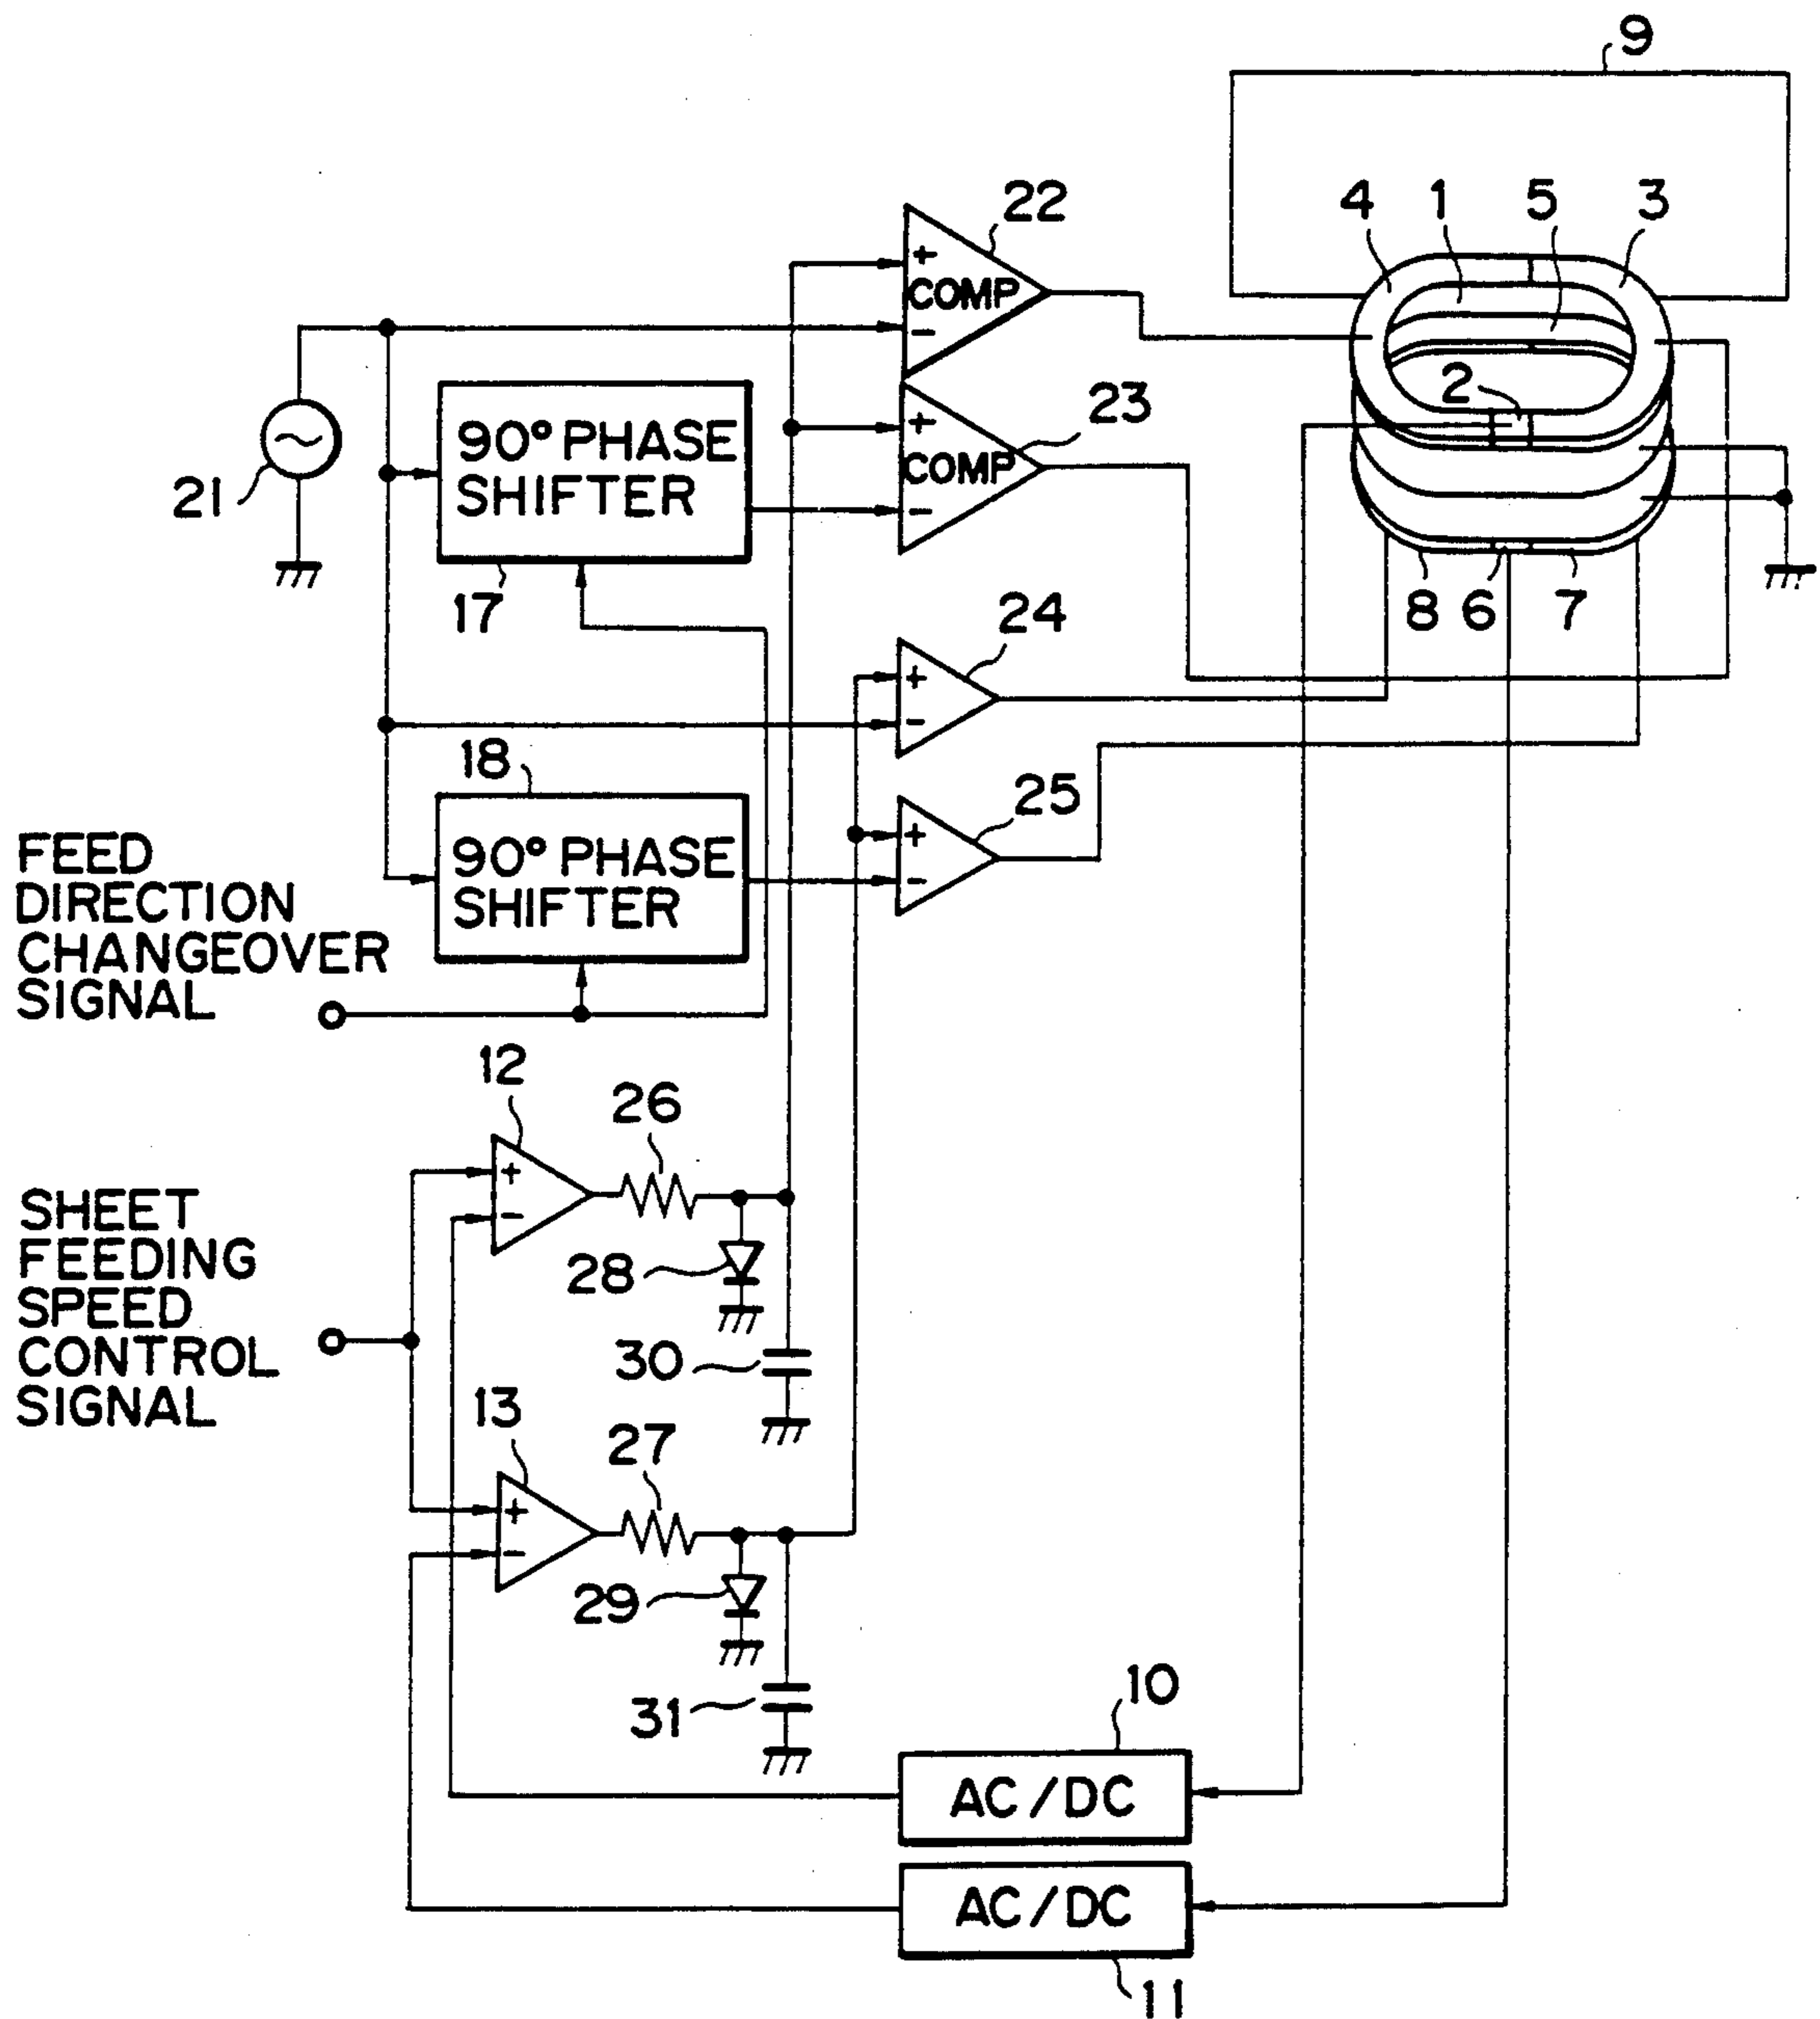 9
22
4 1 5 3
+
COMP
−
2
23
90° PHASE
SHIFTER
+
COMP
−
21
17
8 6 7
24
+
−
18
25
90° PHASE
SHIFTER
+
−
FEED
DIRECTION
CHANGEOVER
SIGNAL
12
26
+
−
SHEET
FEEDING
SPEED
CONTROL
SIGNAL
28
30
13
27
+
−
29
31
10
AC/DC
AC/DC
11